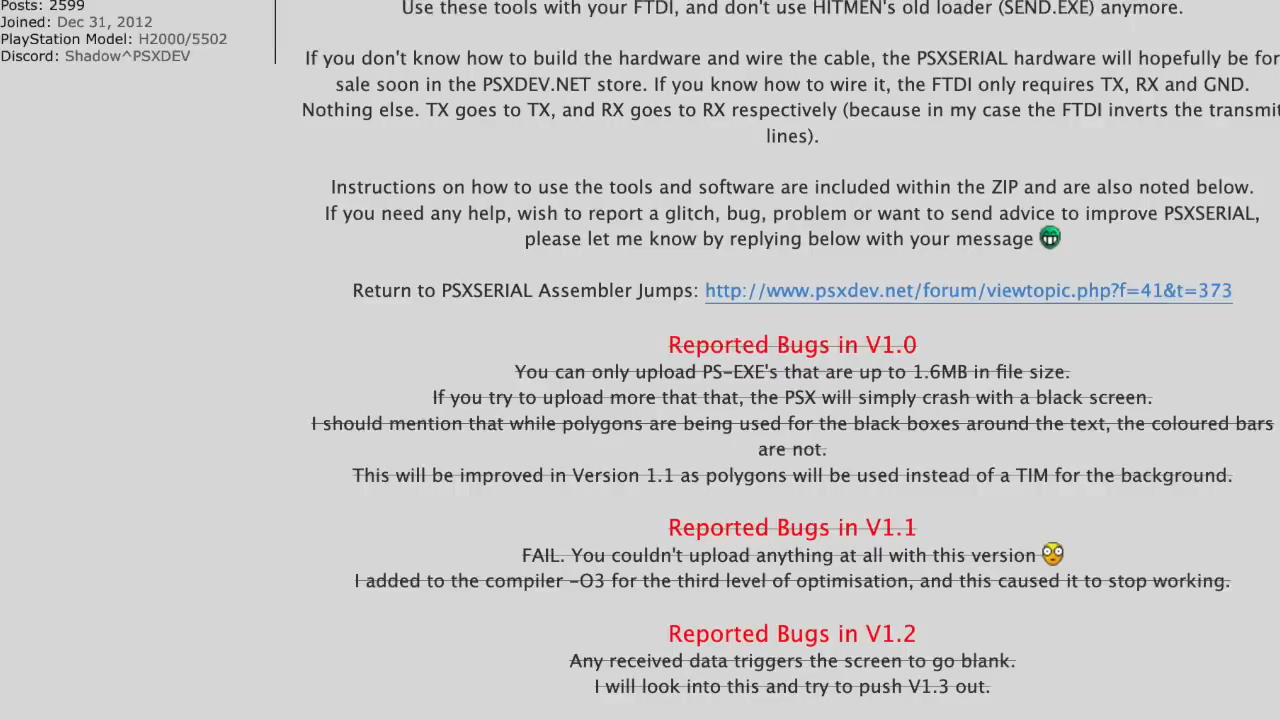 Posts: 2599
Joined: Dec 31, 2012
PlayStation Model: H2000/5502
Discord: Shadow^PSXDEV
Use these tools with your FTDI, and don't use HITMEN's old loader (SEND.EXE) anymore.
If you don't know how to build the hardware and wire the cable, the PSXSERIAL hardware will hopefully be for
sale soon in the PSXDEV.NET store. If you know how to wire it, the FTDI only requires TX, RX and GND.
Nothing else. TX goes to TX, and RX goes to RX respectively (because in my case the FTDI inverts the transmit
lines).
Instructions on how to use the tools and software are included within the ZIP and are also noted below.
If you need any help, wish to report a glitch, bug, problem or want to send advice to improve PSXSERIAL,
please let me know by replying below with your message
Return to PSXSERIAL Assembler Jumps: http://www.psxdev.net/forum/viewtopic.php?f=41&t=373
Reported Bugs in V1.0
You can only upload PS-EXE's that are up to 1.6MB in file size.
If you try to upload more that that, the PSX will simply crash with a black screen.
I should mention that while polygons are being used for the black boxes around the text, the coloured bars
are not.
This will be improved in Version 1.1 as polygons will be used instead of a TIM for the background.
Reported Bugs in V1.1
FAIL. You couldn't upload anything at all with this version
I added to the compiler -O3 for the third level of optimisation, and this caused it to stop working.
Reported Bugs in V1.2
Any received data triggers the screen to go blank.
I will look into this and try to push V1.3 out.